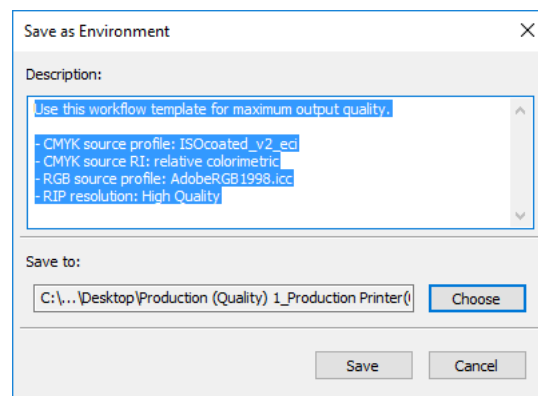 Save as Environment
Description:
Use this workflow template for maximum output quality.
- CMYK source profile: ISOcoated_v2_eci
- CMYK source RI: relative colorimetric
- RGB source profile: AdobeRGB1998.icc
- RIP resolution: High Quality
Save to:
C:\...\Desktop\Production (Quality) 1_Production Printer(
Choose
Save
Cancel